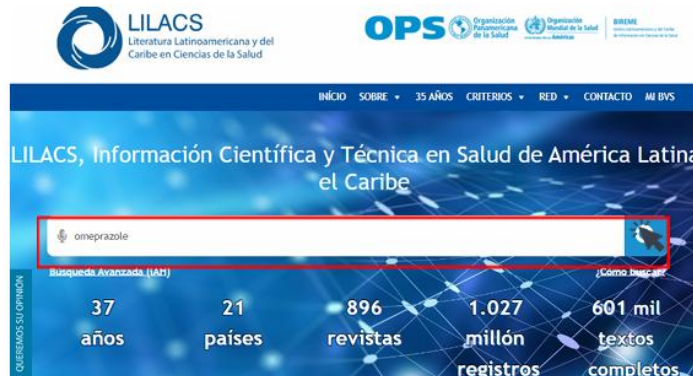 LILACS
Literatura Latinoamericana y del
Caribe en Ciencias de la Salud
OPS
Organización
Panamericana
de la Salud
Organización
Mundial de la Salud
Américas
BIREME
INÍCIO SOBRE 35 AÑOS CRITERIOS RED CONTACTO MI BVS
LILACS, Información Científica y Técnica en Salud de América Latina
el Caribe
omeprazole
Búsqueda Avanzada (iAH)
¿Cómo buscar?
QUEREMOS SU OPINIÓN
37
años
21
países
896
revistas
1.027
millón
registros
601 mil
textos
completos